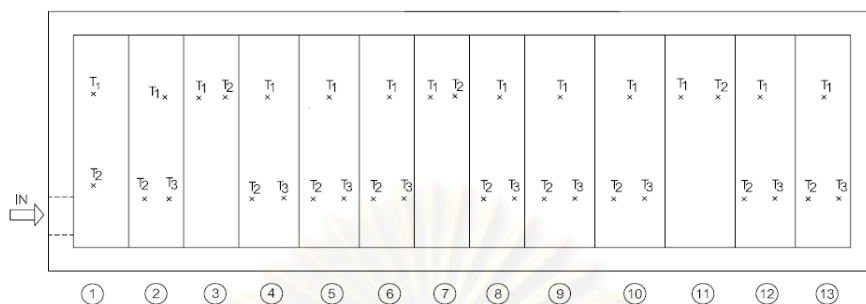 T1 T1 T1 T2 T1 T1 T1 T1 T2 T1 T1 T1 T1 T2 T1 T1
T2 T2 T3 T2 T3 T2 T3 T2 T3 T2 T3 T2 T3 T2 T3 T2 T3 T2 T3
IN
1 2 3 4 5 6 7 8 9 10 11 12 13